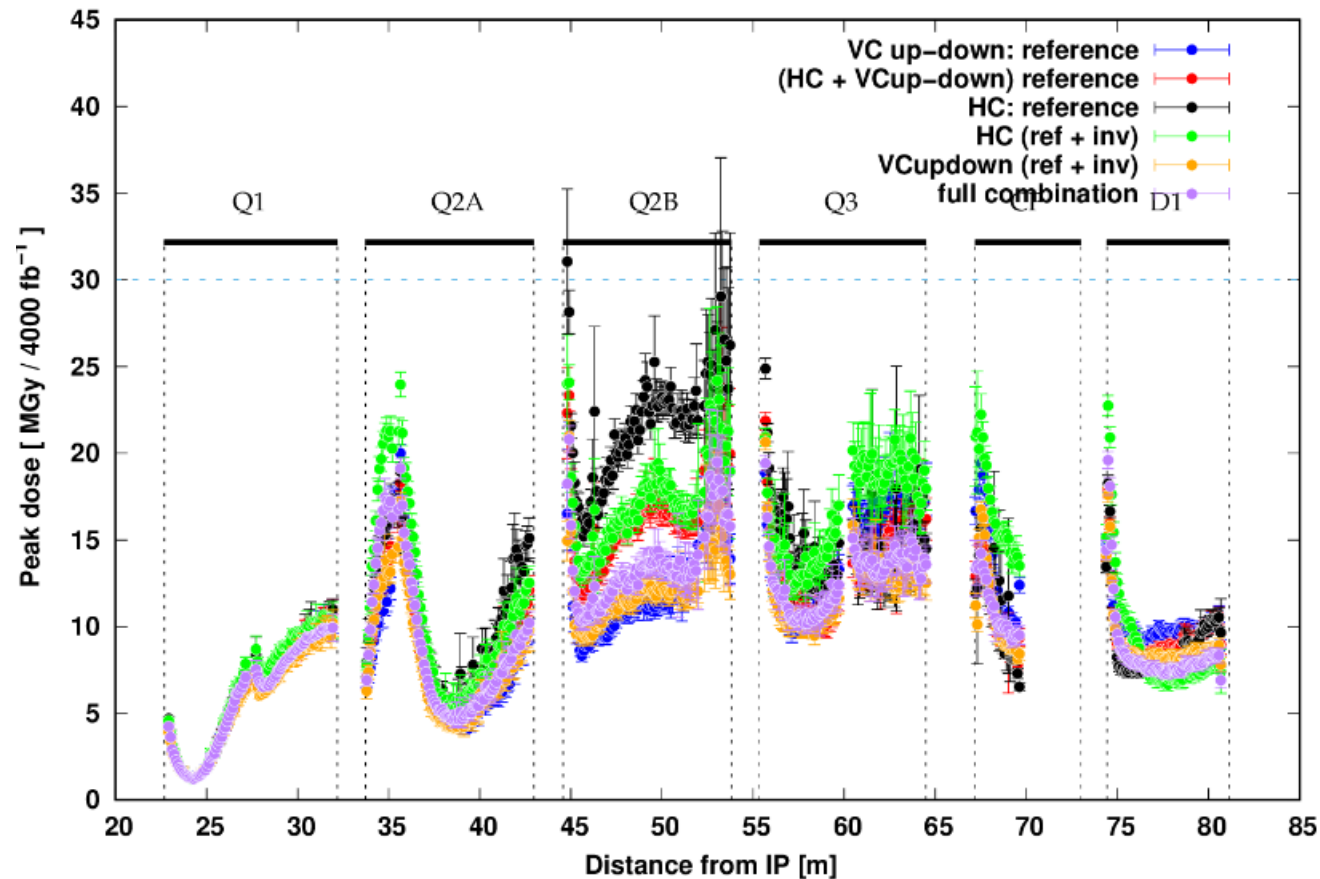 45
40
35
30
25
20
15
10
5
0
Peak dose [ MGy / 4000 fb⁻¹ ]
VC up-down: reference
(HC + VCup-down) reference
HC: reference
HC (ref + inv)
VCupdown (ref + inv)
full combination
Q1 Q2A Q2B Q3 CP D1
20 25 30 35 40 45 50 55 60 65 70 75 80 85
Distance from IP [m]